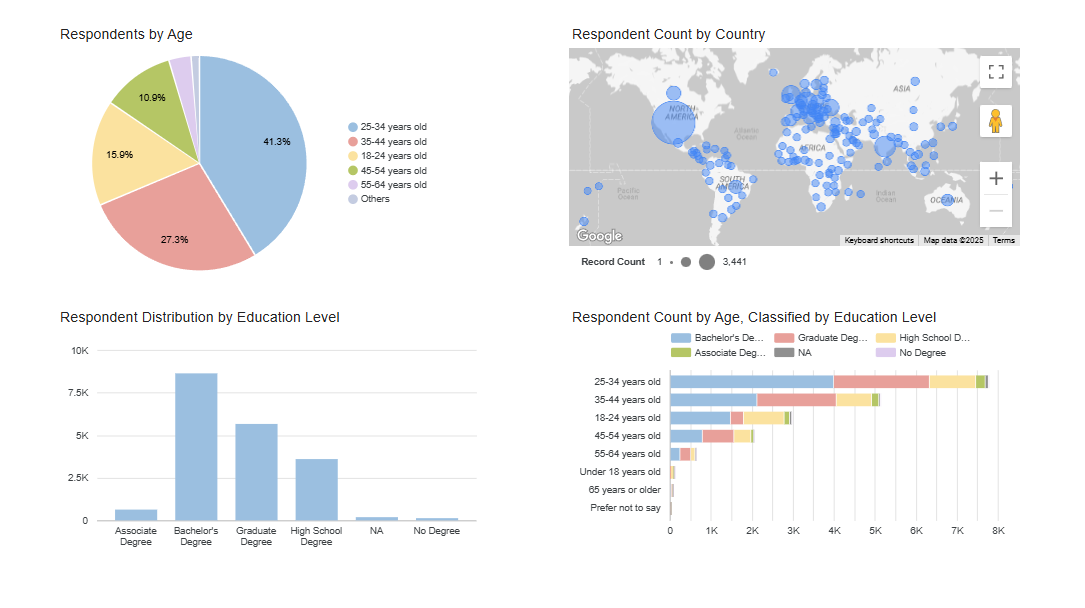 Respondents by Age
41.3%
27.3%
15.9%
10.9%
25-34 years old
35-44 years old
18-24 years old
45-54 years old
55-64 years old
Others
Respondent Count by Country
NORTH
AMERICA
Atlantic
Ocean
ASIA
AFRICA
SOUTH
AMERICA
Pacific
Ocean
Indian
Ocean
OCEANIA
+
−
Google
Keyboard shortcuts
Map data ©2025
Terms
Record Count 1 3,441
Respondent Distribution by Education Level
10K
7.5K
5K
2.5K
0
Associate
Degree
Bachelor's
Degree
Graduate
Degree
High School
Degree
NA
No Degree
Respondent Count by Age, Classified by Education Level
Bachelor's De... Graduate Deg... High School D...
Associate Deg... NA No Degree
25-34 years old
35-44 years old
18-24 years old
45-54 years old
55-64 years old
Under 18 years old
65 years or older
Prefer not to say
0 1K 2K 3K 4K 5K 6K 7K 8K